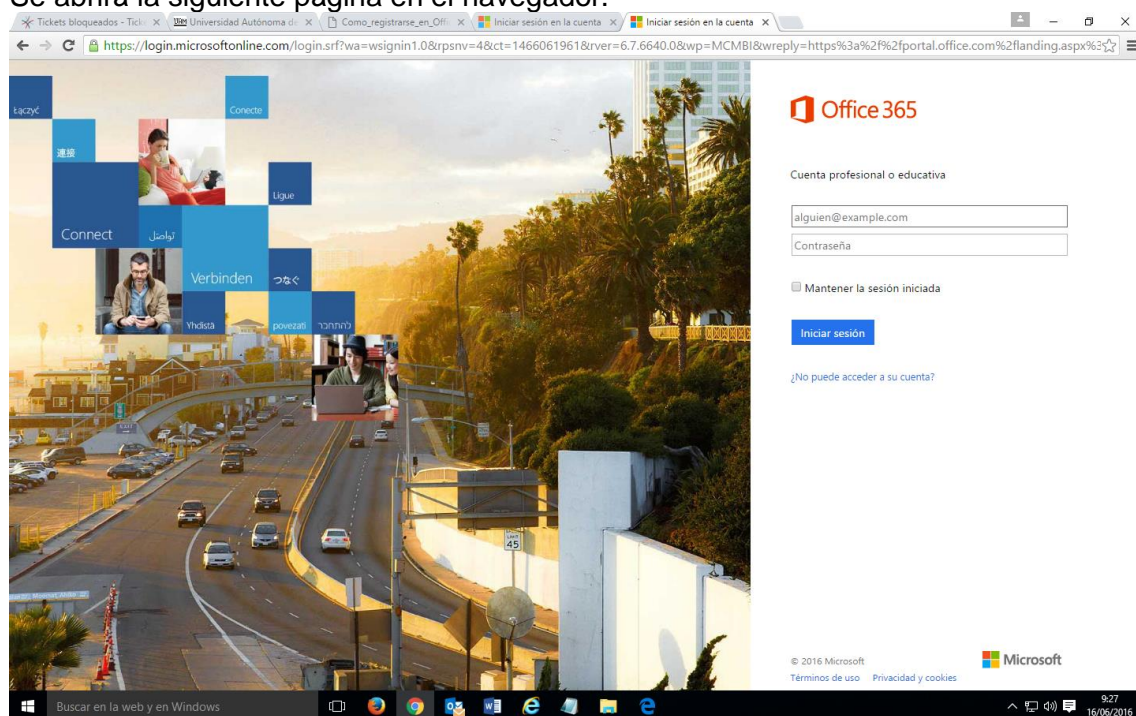 Se abrirá la siguiente página en el navegador:
Tickets bloqueados - Tick
UAM Universidad Autónoma de
Como_registrarse_en_Offi
Iniciar sesión en la cuenta
Iniciar sesión en la cuenta
https://login.microsoftonline.com/login.srf?wa=wsignin1.0&rpsnv=4&ct=1466061961&rver=6.7.6640.0&wp=MCMBI&wreply=https%3a%2f%2fportal.office.com%2flanding.aspx%3
Łączyć
Conecte
連接
Ligue
Connect
تواصل
Verbinden
つなぐ
Yhdistä
povezati
להתחבר
EXIT
45
Office 365
Cuenta profesional o educativa
alguien@example.com
Contraseña
Mantener la sesión iniciada
Iniciar sesión
¿No puede acceder a su cuenta?
© 2016 Microsoft
Microsoft
Términos de uso Privacidad y cookies
Buscar en la web y en Windows
9:27
16/06/2016